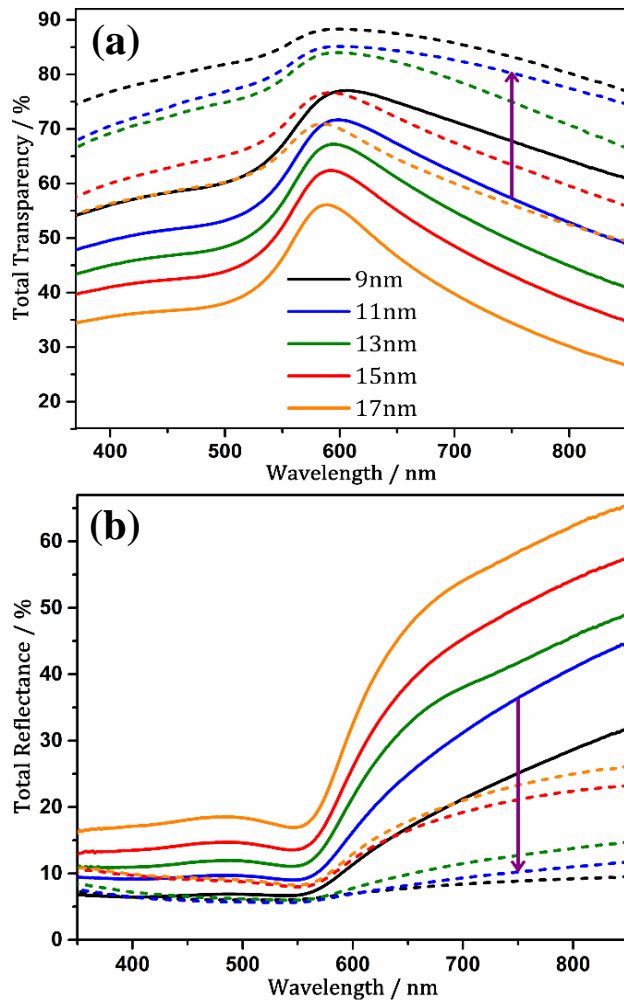 (a)
Total Transparency / %
90
80
70
60
50
40
30
20
9nm
11nm
13nm
15nm
17nm
400 500 600 700 800
Wavelength / nm
(b)
Total Reflectance / %
60
50
40
30
20
10
0
400 500 600 700 800
Wavelength / nm